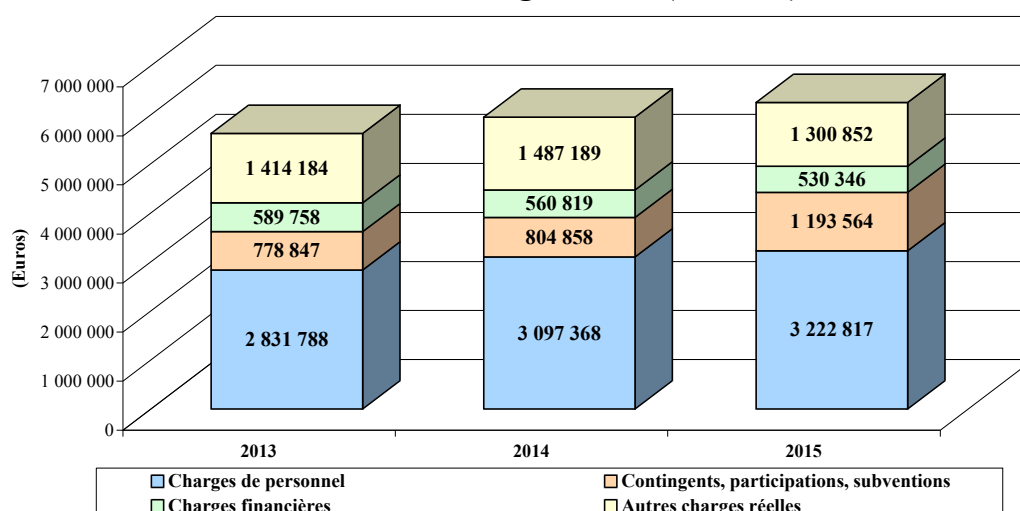 7 000 000
6 000 000
5 000 000
4 000 000
3 000 000
2 000 000
1 000 000
0
(Euros)
1 414 184
589 758
778 847
2 831 788
1 487 189
560 819
804 858
3 097 368
1 300 852
530 346
1 193 564
3 222 817
2013 2014 2015
Charges de personnel Contingents, participations, subventions
Charges financières Autres charges réelles